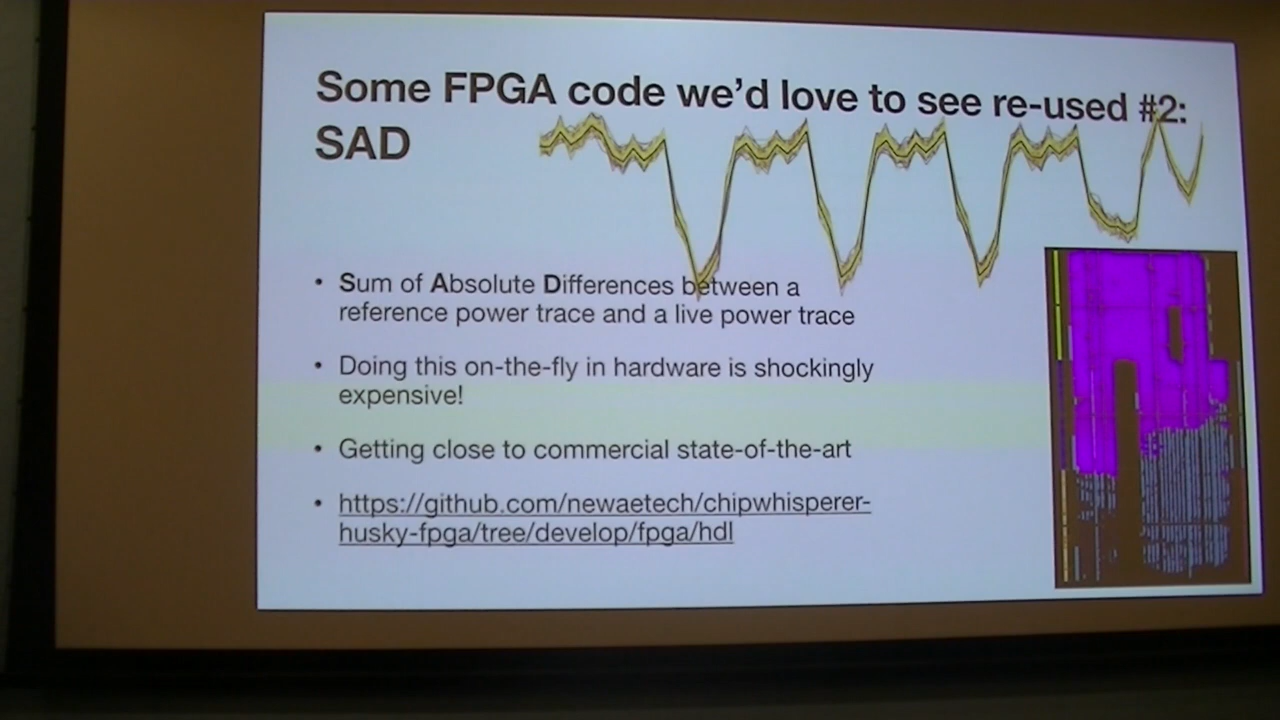 Some FPGA code we'd love to see re-used #2:
SAD
• Sum of Absolute Differences between a
reference power trace and a live power trace
• Doing this on-the-fly in hardware is shockingly
expensive!
• Getting close to commercial state-of-the-art
• https://github.com/newaetech/chipwhisperer-
husky-fpga/tree/develop/fpga/hdl